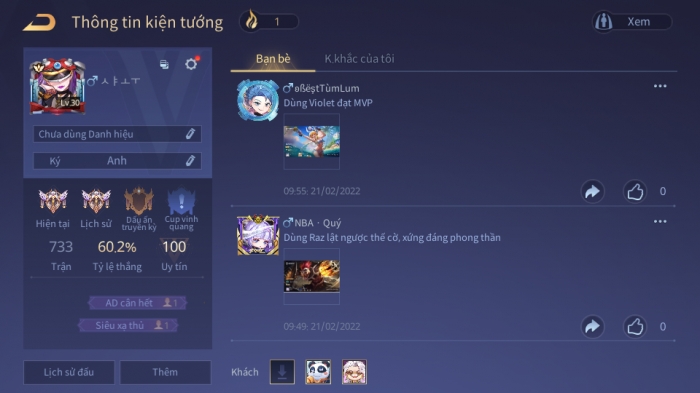 Thông tin kiện tướng
1
Xem
Bạn bè
K.khắc của tôi
Lv.30
ㅅㅑㅗㅜ
Chưa dùng Danh hiệu
Ký Anh
Hiện tại
Lịch sử
Dấu ấn truyền kỳ
Cup vinh quang
733
60.2%
100
Trận
Tỷ lệ thắng
Uy tín
AD cân hết 1
Siêu xạ thủ 1
Lịch sử đấu
Thêm
ɵßëʂtTùmLum
Dùng Violet đạt MVP
09:55: 21/02/2022
0
NBA · Quý
Dùng Raz lật ngược thế cờ, xứng đáng phong thần
09:49: 21/02/2022
0
Khách